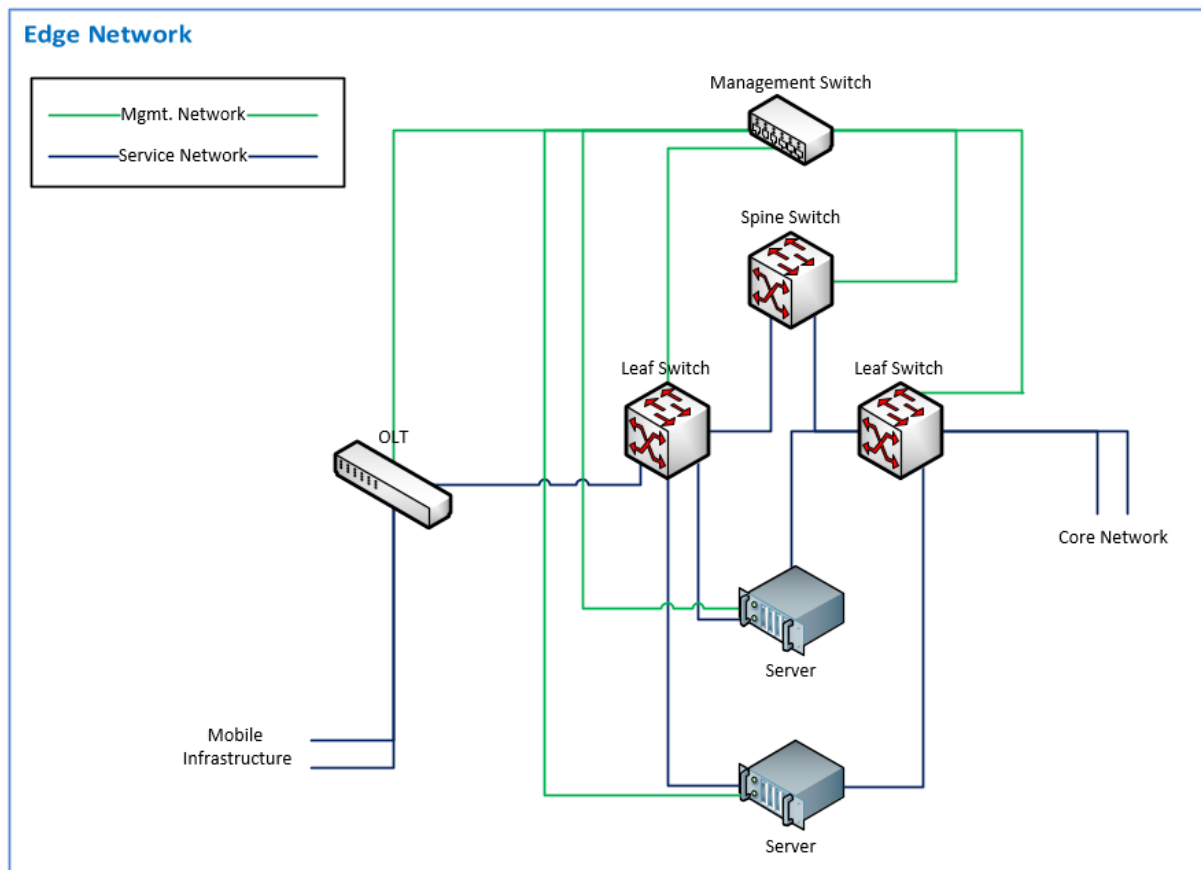 Edge Network
Mgmt. Network
Service Network
Management Switch
Spine Switch
Leaf Switch
Leaf Switch
OLT
Core Network
Server
Mobile
Infrastructure
Server